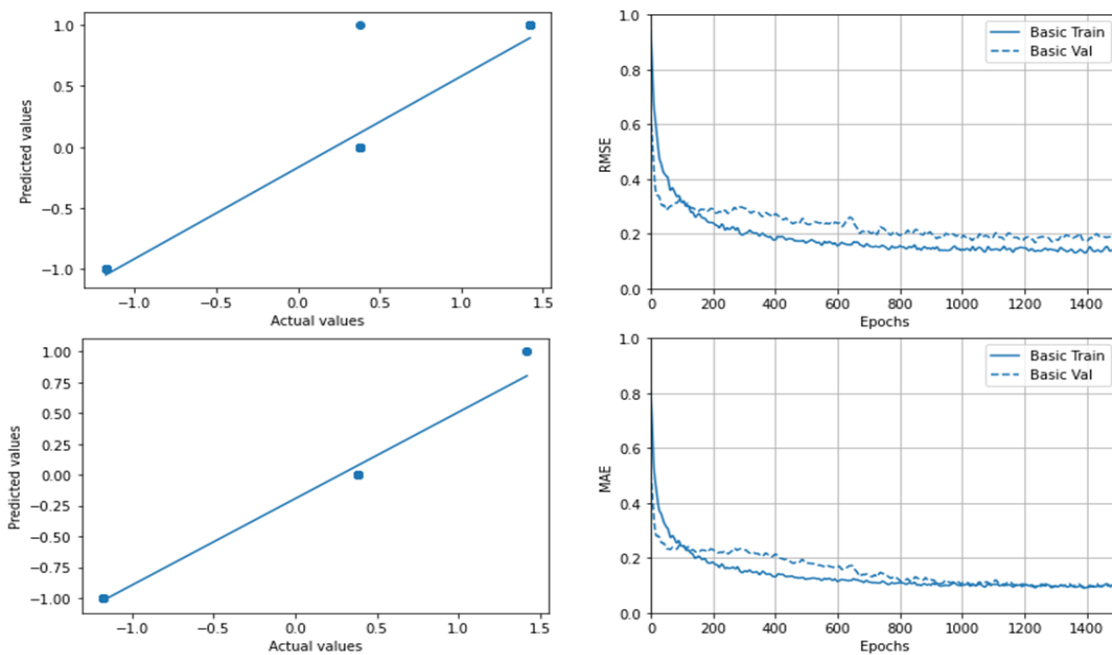 1.0
0.5
0.0
-0.5
-1.0
Predicted values
-1.0 -0.5 0.0 0.5 1.0 1.5
Actual values
1.0
0.8
0.6
0.4
0.2
0.0
RMSE
Basic Train
Basic Val
0 200 400 600 800 1000 1200 1400
Epochs
1.00
0.75
0.50
0.25
0.00
-0.25
-0.50
-0.75
-1.00
Predicted values
-1.0 -0.5 0.0 0.5 1.0 1.5
Actual values
1.0
0.8
0.6
0.4
0.2
0.0
MAE
Basic Train
Basic Val
0 200 400 600 800 1000 1200 1400
Epochs